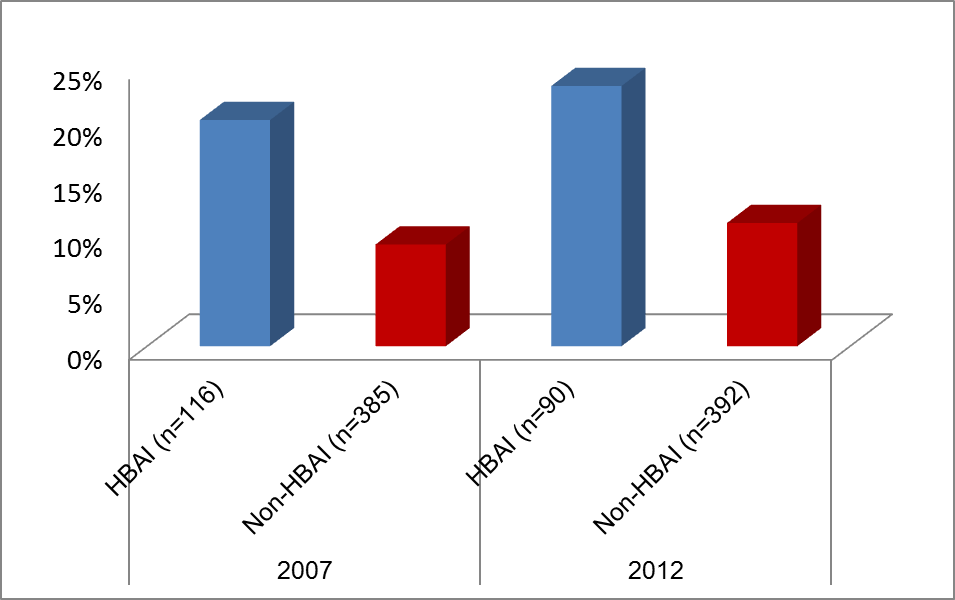 25%
20%
15%
10%
5%
0%
HBAI (n=116)
Non-HBAI (n=385)
HBAI (n=90)
Non-HBAI (n=392)
2007
2012